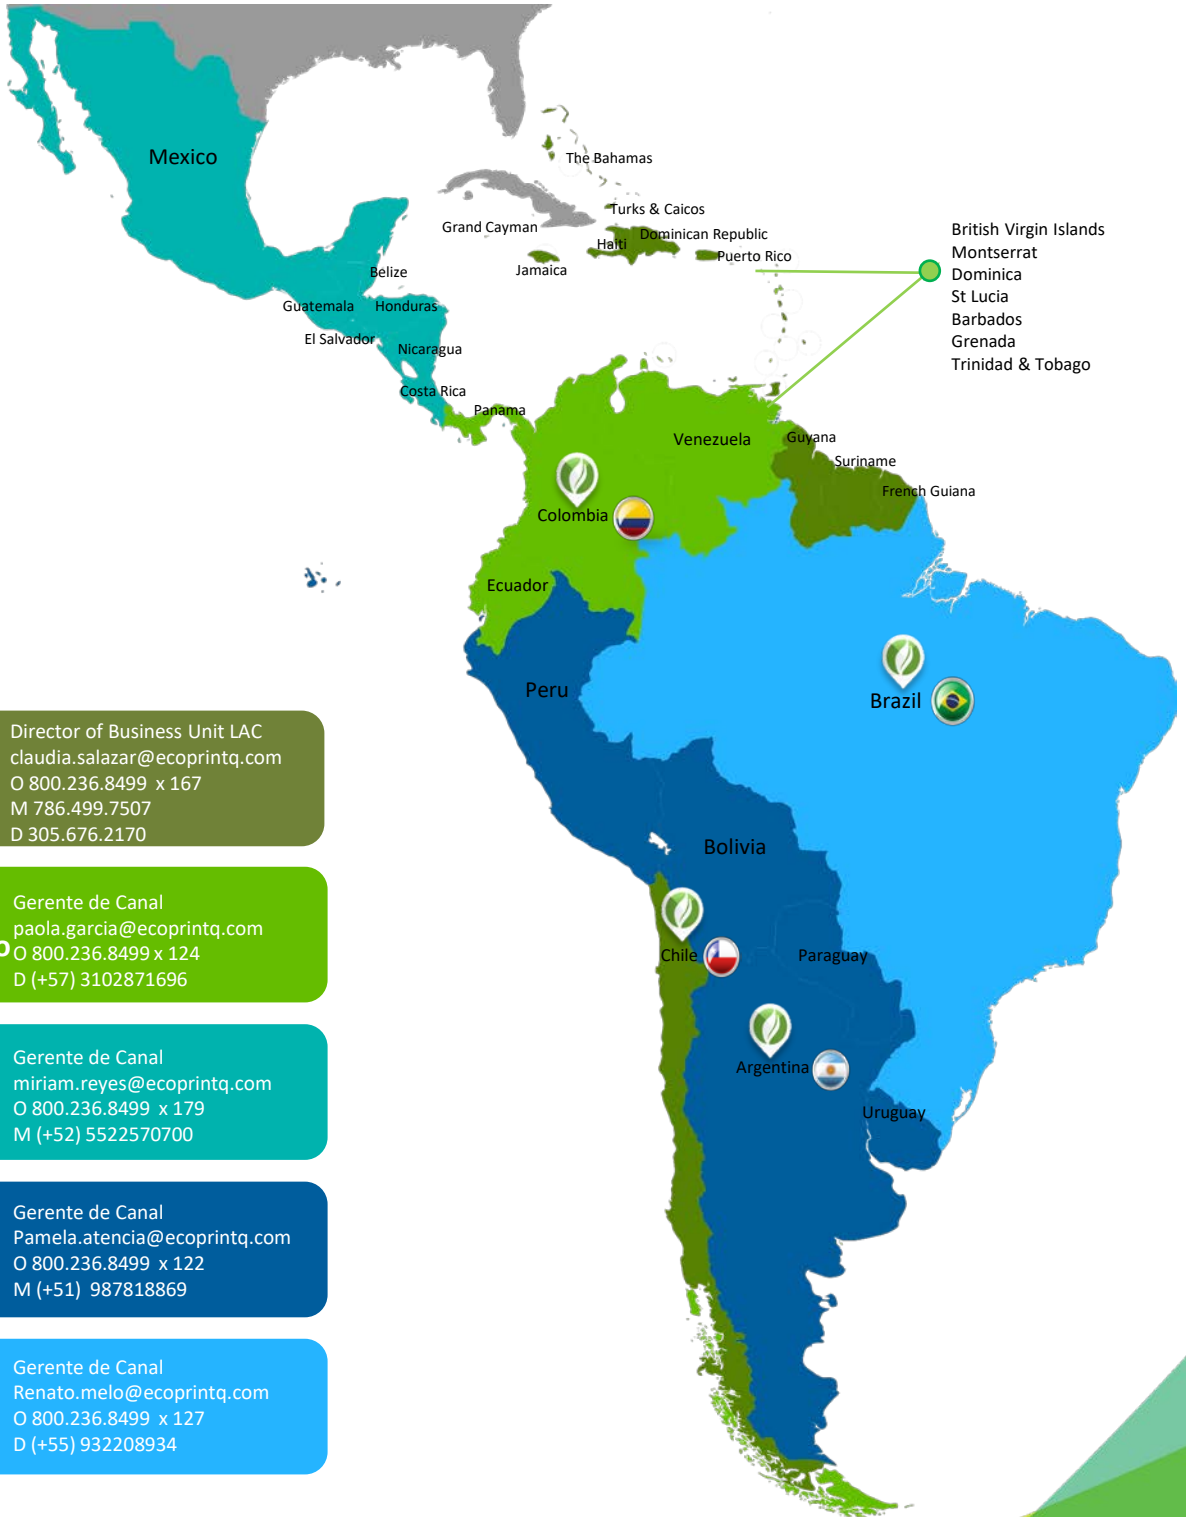 Mexico
The Bahamas
Turks & Caicos
Grand Cayman
Dominican Republic
Haiti
Puerto Rico
Jamaica
Belize
Guatemala
Honduras
El Salvador
Nicaragua
Costa Rica
Panama
British Virgin Islands
Montserrat
Dominica
St Lucia
Barbados
Grenada
Trinidad & Tobago
Venezuela
Guyana
Suriname
French Guiana
Colombia
Ecuador
Peru
Brazil
Bolivia
Chile
Paraguay
Argentina
Uruguay
Director of Business Unit LAC
claudia.salazar@ecoprintq.com
O 800.236.8499 x 167
M 786.499.7507
D 305.676.2170
Gerente de Canal
paola.garcia@ecoprintq.com
o
O 800.236.8499 x 124
D (+57) 3102871696
Gerente de Canal
miriam.reyes@ecoprintq.com
O 800.236.8499 x 179
M (+52) 5522570700
Gerente de Canal
Pamela.atencia@ecoprintq.com
O 800.236.8499 x 122
M (+51) 987818869
Gerente de Canal
Renato.melo@ecoprintq.com
O 800.236.8499 x 127
D (+55) 932208934